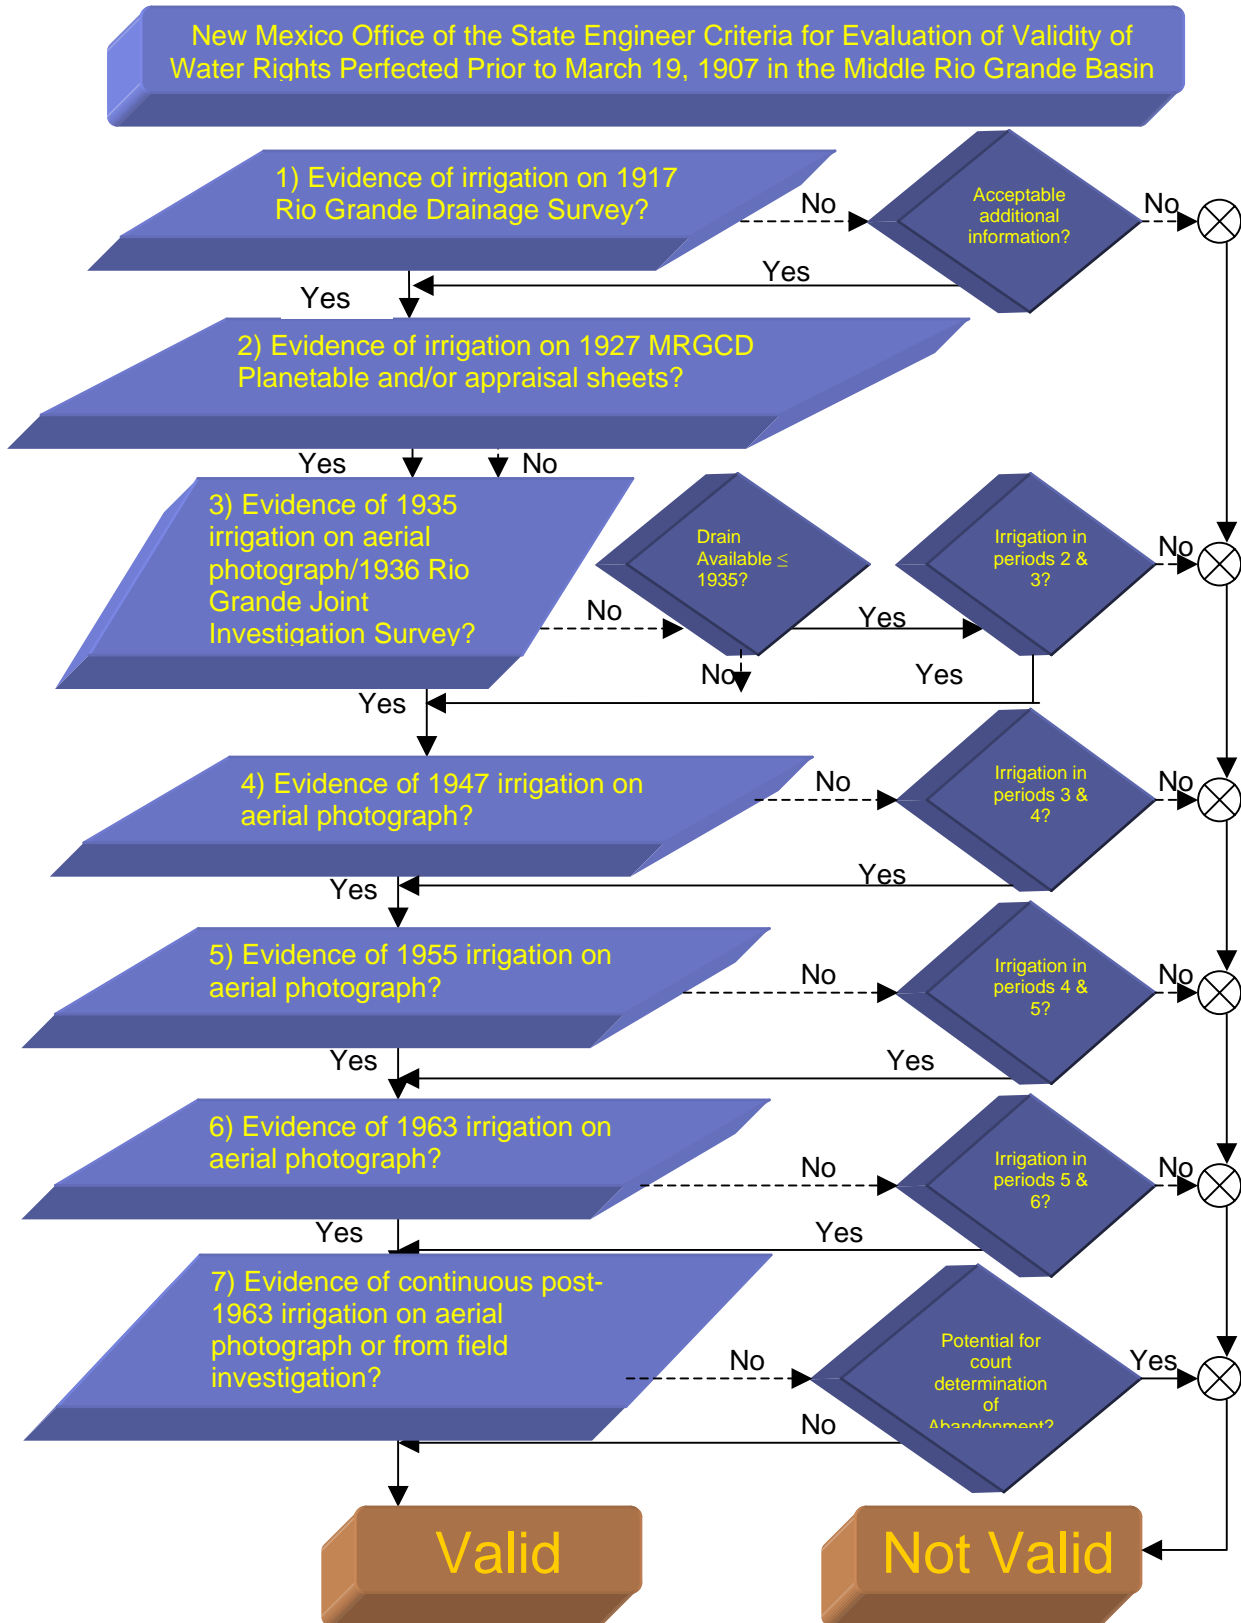 New Mexico Office of the State Engineer Criteria for Evaluation of Validity of
Water Rights Perfected Prior to March 19, 1907 in the Middle Rio Grande Basin
1) Evidence of irrigation on 1917
Rio Grande Drainage Survey?
No
Acceptable
additional
information?
No
Yes
Yes
2) Evidence of irrigation on 1927 MRGCD
Planetable and/or appraisal sheets?
Yes
No
3) Evidence of 1935
irrigation on aerial
photograph/1936 Rio
Grande Joint
Investigation Survey?
No
Drain
Available ≤
1935?
Yes
No
Irrigation in
periods 2 &
3?
No
Yes
Yes
4) Evidence of 1947 irrigation on
aerial photograph?
No
Irrigation in
periods 3 &
4?
No
Yes
Yes
5) Evidence of 1955 irrigation on
aerial photograph?
No
Irrigation in
periods 4 &
5?
No
Yes
Yes
6) Evidence of 1963 irrigation on
aerial photograph?
No
Irrigation in
periods 5 &
6?
No
Yes
Yes
7) Evidence of continuous post-
1963 irrigation on aerial
photograph or from field
investigation?
No
Potential for
court
determination
of
Abandonment?
Yes
No
Valid
Not Valid